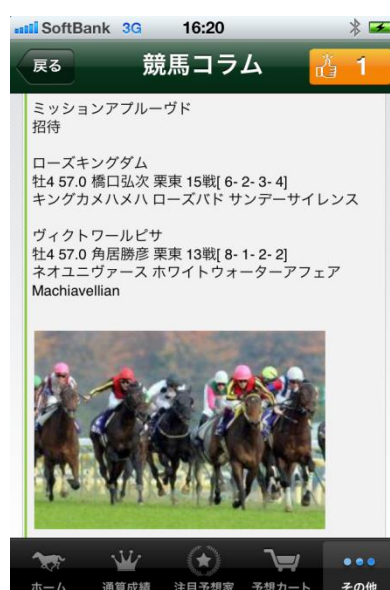 SoftBank 3G 16:20
戻る 競馬コラム 1
ミッションアプルーヴド
招待
ローズキングダム
牡4 57.0 橋口弘次 栗東 15戦[ 6- 2- 3- 4]
キングカメハメハ ローズバド サンデーサイレンス
ヴィクトワールピサ
牡4 57.0 角居勝彦 栗東 13戦[ 8- 1- 2- 2]
ネオユニヴァース ホワイトウォーターアフェア
Machiavellian
ホーム 通算成績 注目予想家 予想カート その他